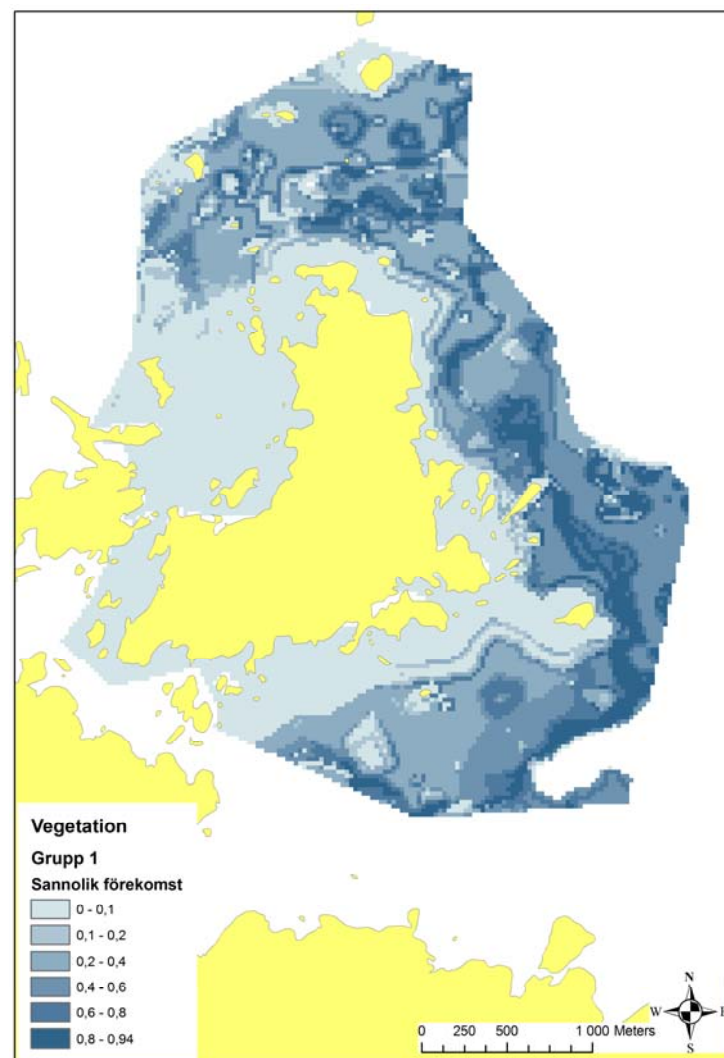 Vegetation
Grupp 1
Sannolik förekomst
0 - 0,1
0,1 - 0,2
0,2 - 0,4
0,4 - 0,6
0,6 - 0,8
0,8 - 0,94
N
W E
S
0 250 500 1 000 Meters